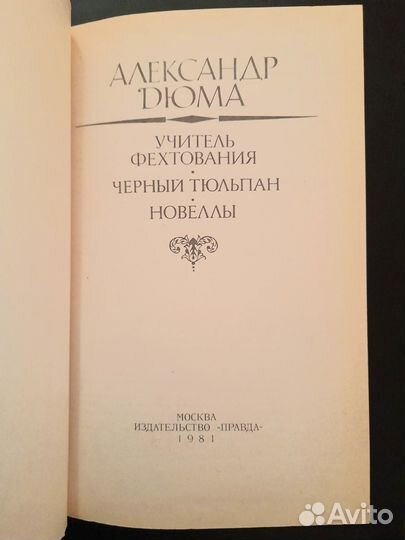 АЛЕКСАНДР
ДЮМА
УЧИТЕЛЬ
ФЕХТОВАНИЯ
•
ЧЕРНЫЙ ТЮЛЬПАН
•
НОВЕЛЛЫ
МОСКВА
ИЗДАТЕЛЬСТВО «ПРАВДА»
1981
Avito